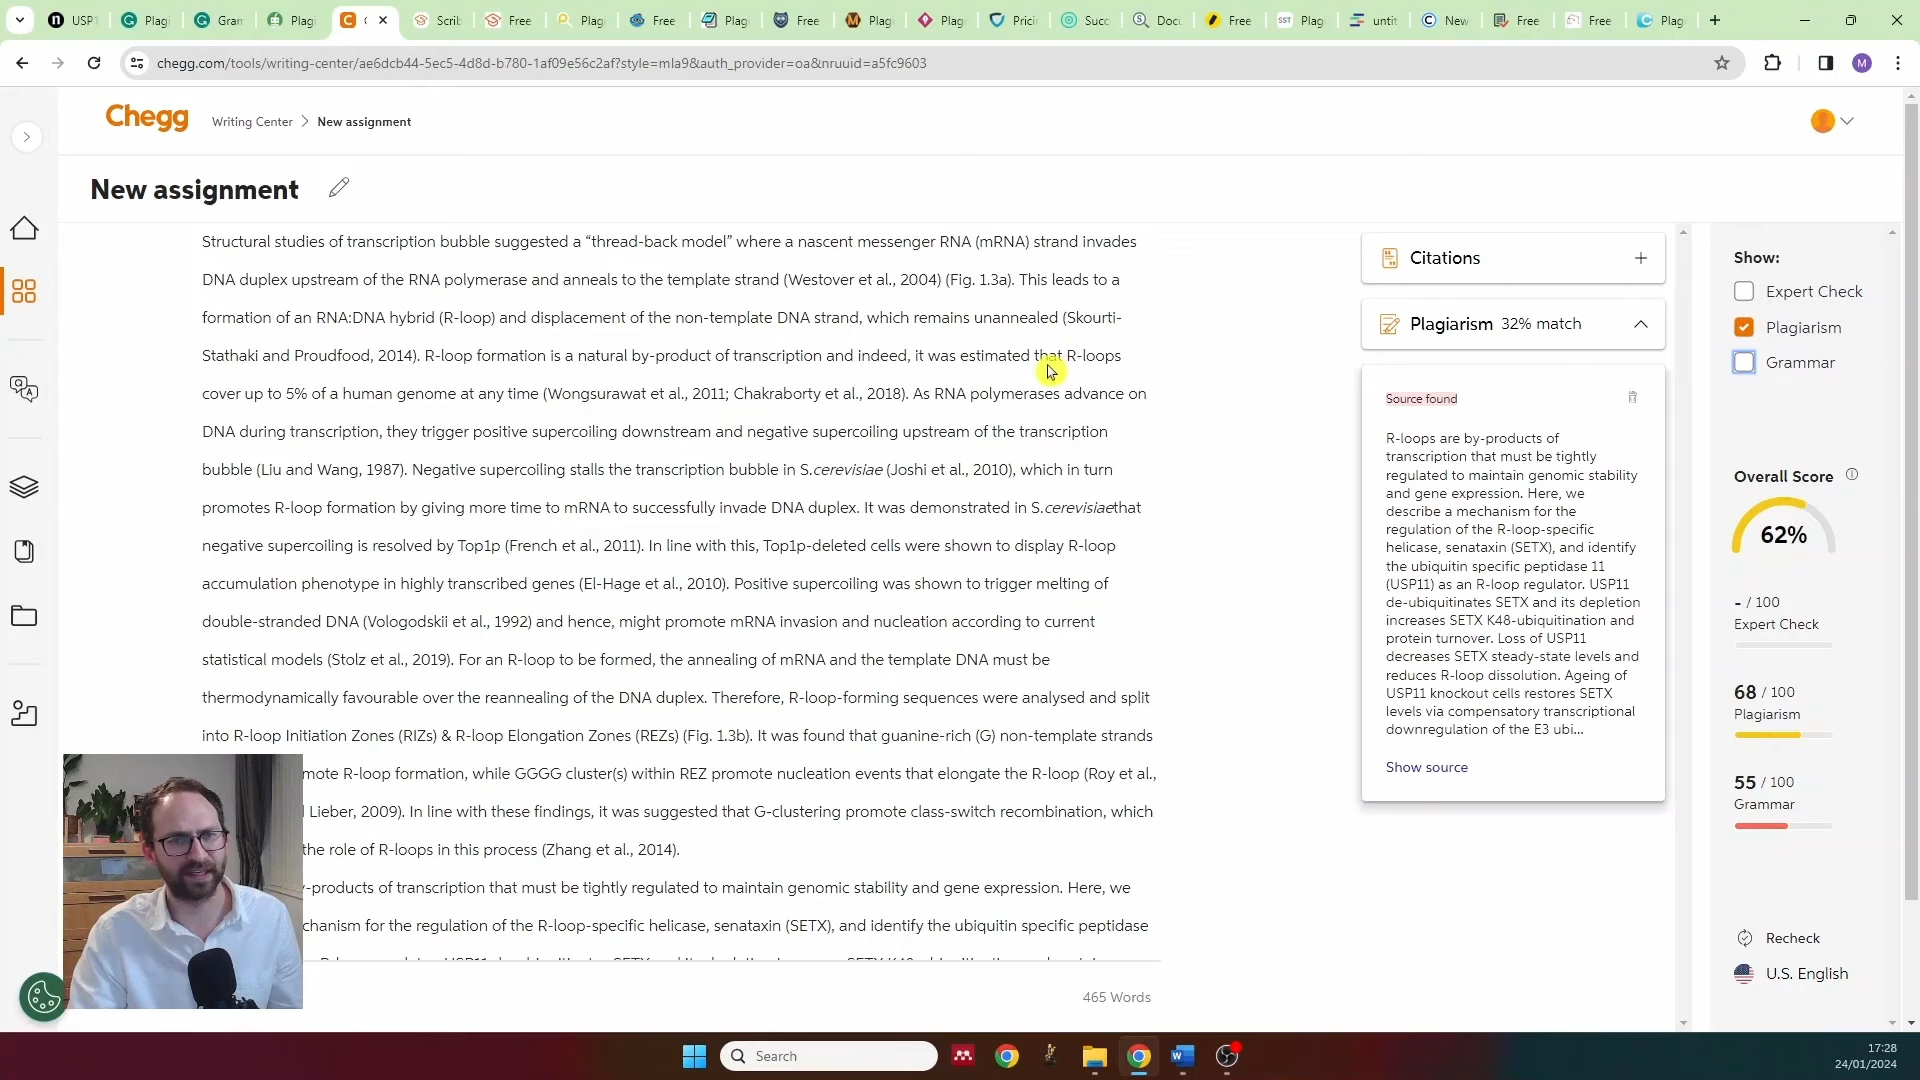 USP1
Plagi
Gran
Plagi
Scrib
Free
Plag
Free
Plagi
Free
Plag
Plag
Prici
Succ
Docu
Free
SST
Plag
untit
New
Free
Free
Plag
chegg.com/tools/writing-center/ae6dcb44-5ec5-4d8d-b780-1af09e56c2af?style=mla9&auth_provider=oa&nruuid=a5fc9603
M
Chegg
Writing Center > New assignment
New assignment
Structural studies of transcription bubble suggested a “thread-back model” where a nascent messenger RNA (mRNA) strand invades
DNA duplex upstream of the RNA polymerase and anneals to the template strand (Westover et al., 2004) (Fig. 1.3a). This leads to a
formation of an RNA:DNA hybrid (R-loop) and displacement of the non-template DNA strand, which remains unannealed (Skourti-
Stathaki and Proudfood, 2014). R-loop formation is a natural by-product of transcription and indeed, it was estimated that R-loops
cover up to 5% of a human genome at any time (Wongsurawat et al., 2011; Chakraborty et al., 2018). As RNA polymerases advance on
DNA during transcription, they trigger positive supercoiling downstream and negative supercoiling upstream of the transcription
bubble (Liu and Wang, 1987). Negative supercoiling stalls the transcription bubble in S.cerevisiae (Joshi et al., 2010), which in turn
promotes R-loop formation by giving more time to mRNA to successfully invade DNA duplex. It was demonstrated in S.cerevisiaethat
negative supercoiling is resolved by Top1p (French et al., 2011). In line with this, Top1p-deleted cells were shown to display R-loop
accumulation phenotype in highly transcribed genes (El-Hage et al., 2010). Positive supercoiling was shown to trigger melting of
double-stranded DNA (Vologodskii et al., 1992) and hence, might promote mRNA invasion and nucleation according to current
statistical models (Stolz et al., 2019). For an R-loop to be formed, the annealing of mRNA and the template DNA must be
thermodynamically favourable over the reannealing of the DNA duplex. Therefore, R-loop-forming sequences were analysed and split
into R-loop Initiation Zones (RIZs) & R-loop Elongation Zones (REZs) (Fig. 1.3b). It was found that guanine-rich (G) non-template strands
mote R-loop formation, while GGGG cluster(s) within REZ promote nucleation events that elongate the R-loop (Roy et al.,
Lieber, 2009). In line with these findings, it was suggested that G-clustering promote class-switch recombination, which
the role of R-loops in this process (Zhang et al., 2014).
y-products of transcription that must be tightly regulated to maintain genomic stability and gene expression. Here, we
chanism for the regulation of the R-loop-specific helicase, senataxin (SETX), and identify the ubiquitin specific peptidase
465 Words
Citations
Plagiarism 32% match
Source found
R-loops are by-products of
transcription that must be tightly
regulated to maintain genomic stability
and gene expression. Here, we
describe a mechanism for the
regulation of the R-loop-specific
helicase, senataxin (SETX), and identify
the ubiquitin specific peptidase 11
(USP11) as an R-loop regulator. USP11
de-ubiquitinates SETX and its depletion
increases SETX K48-ubiquitination and
protein turnover. Loss of USP11
decreases SETX steady-state levels and
reduces R-loop dissolution. Ageing of
USP11 knockout cells restores SETX
levels via compensatory transcriptional
downregulation of the E3 ubi...
Show source
Show:
Expert Check
Plagiarism
Grammar
Overall Score
62%
- / 100
Expert Check
68 / 100
Plagiarism
55 / 100
Grammar
Recheck
U.S. English
Search
17:28
24/01/2024